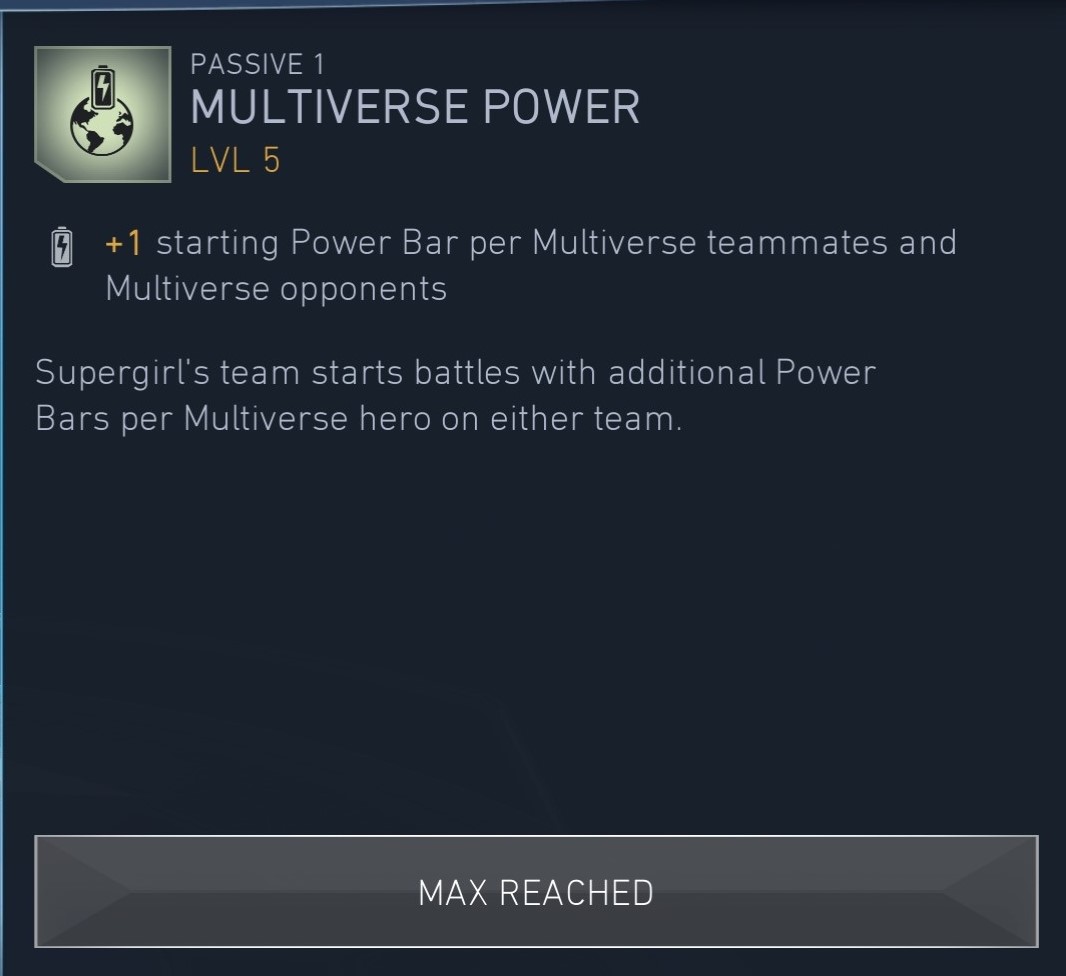 PASSIVE 1
MULTIVERSE POWER
LVL 5
+1 starting Power Bar per Multiverse teammates and
Multiverse opponents
Supergirl's team starts battles with additional Power
Bars per Multiverse hero on either team.
MAX REACHED